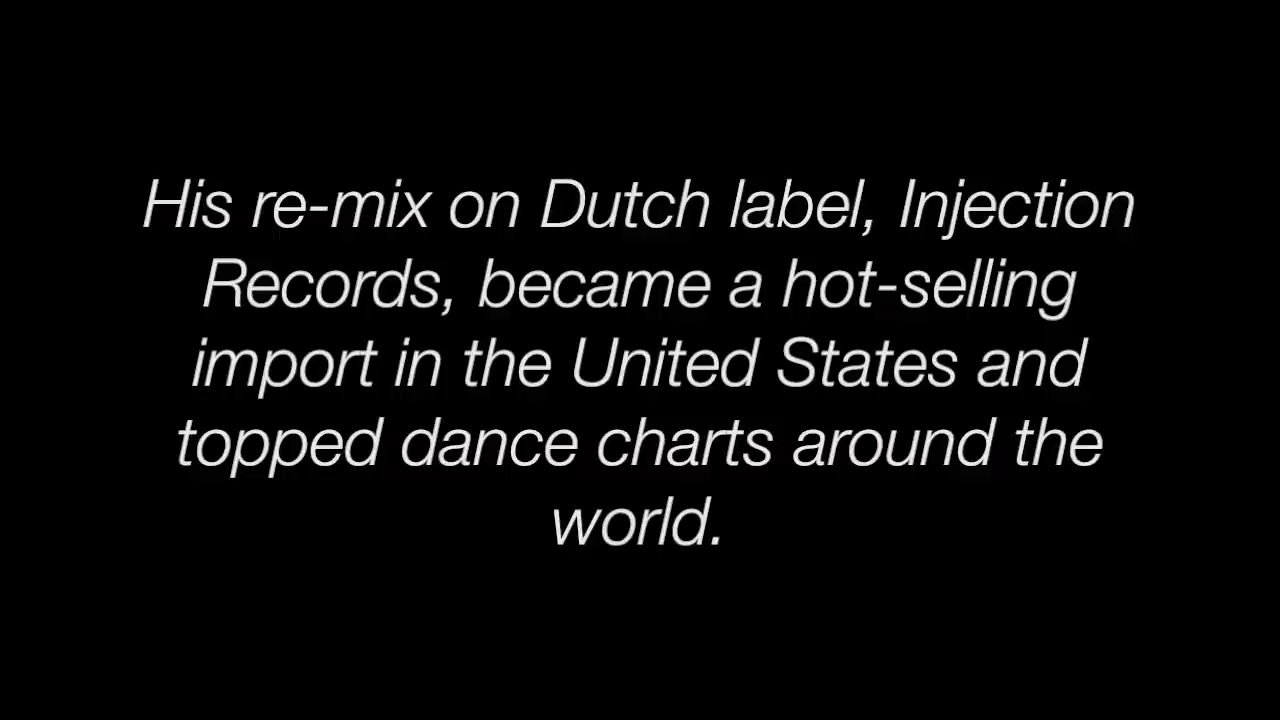 His re-mix on Dutch label, Injection
Records, became a hot-selling
import in the United States and
topped dance charts around the
world.